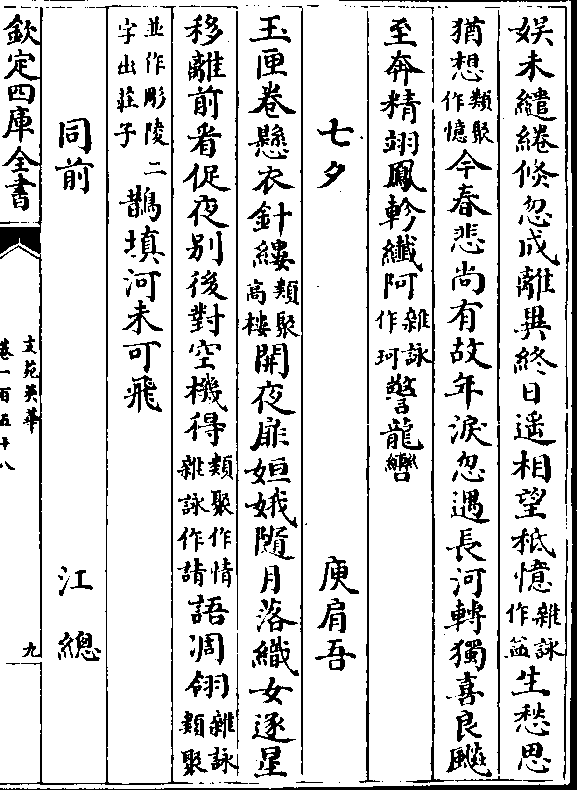 娱未繾綣倐忽成離異終日遥相望秪憶雜詠作益生愁思
猶想類聚作憶今春悲尚有故年淚忽遇長河轉獨喜良飈
至奔精翊鳳軫纎阿雜詠作珂警龍轡
七夕 庾肩吾
玉匣卷懸衣針縷類聚高樓開夜扉姮娥隨月落織女逐星
移離前看促夜别後對空機得類聚作情雜詠作請語凋翎雜詠類聚
並作彫陵二字出莊子鵲填河未可飛
同前 江總
欽定四庫全書
文苑英華
卷一百五十八
九